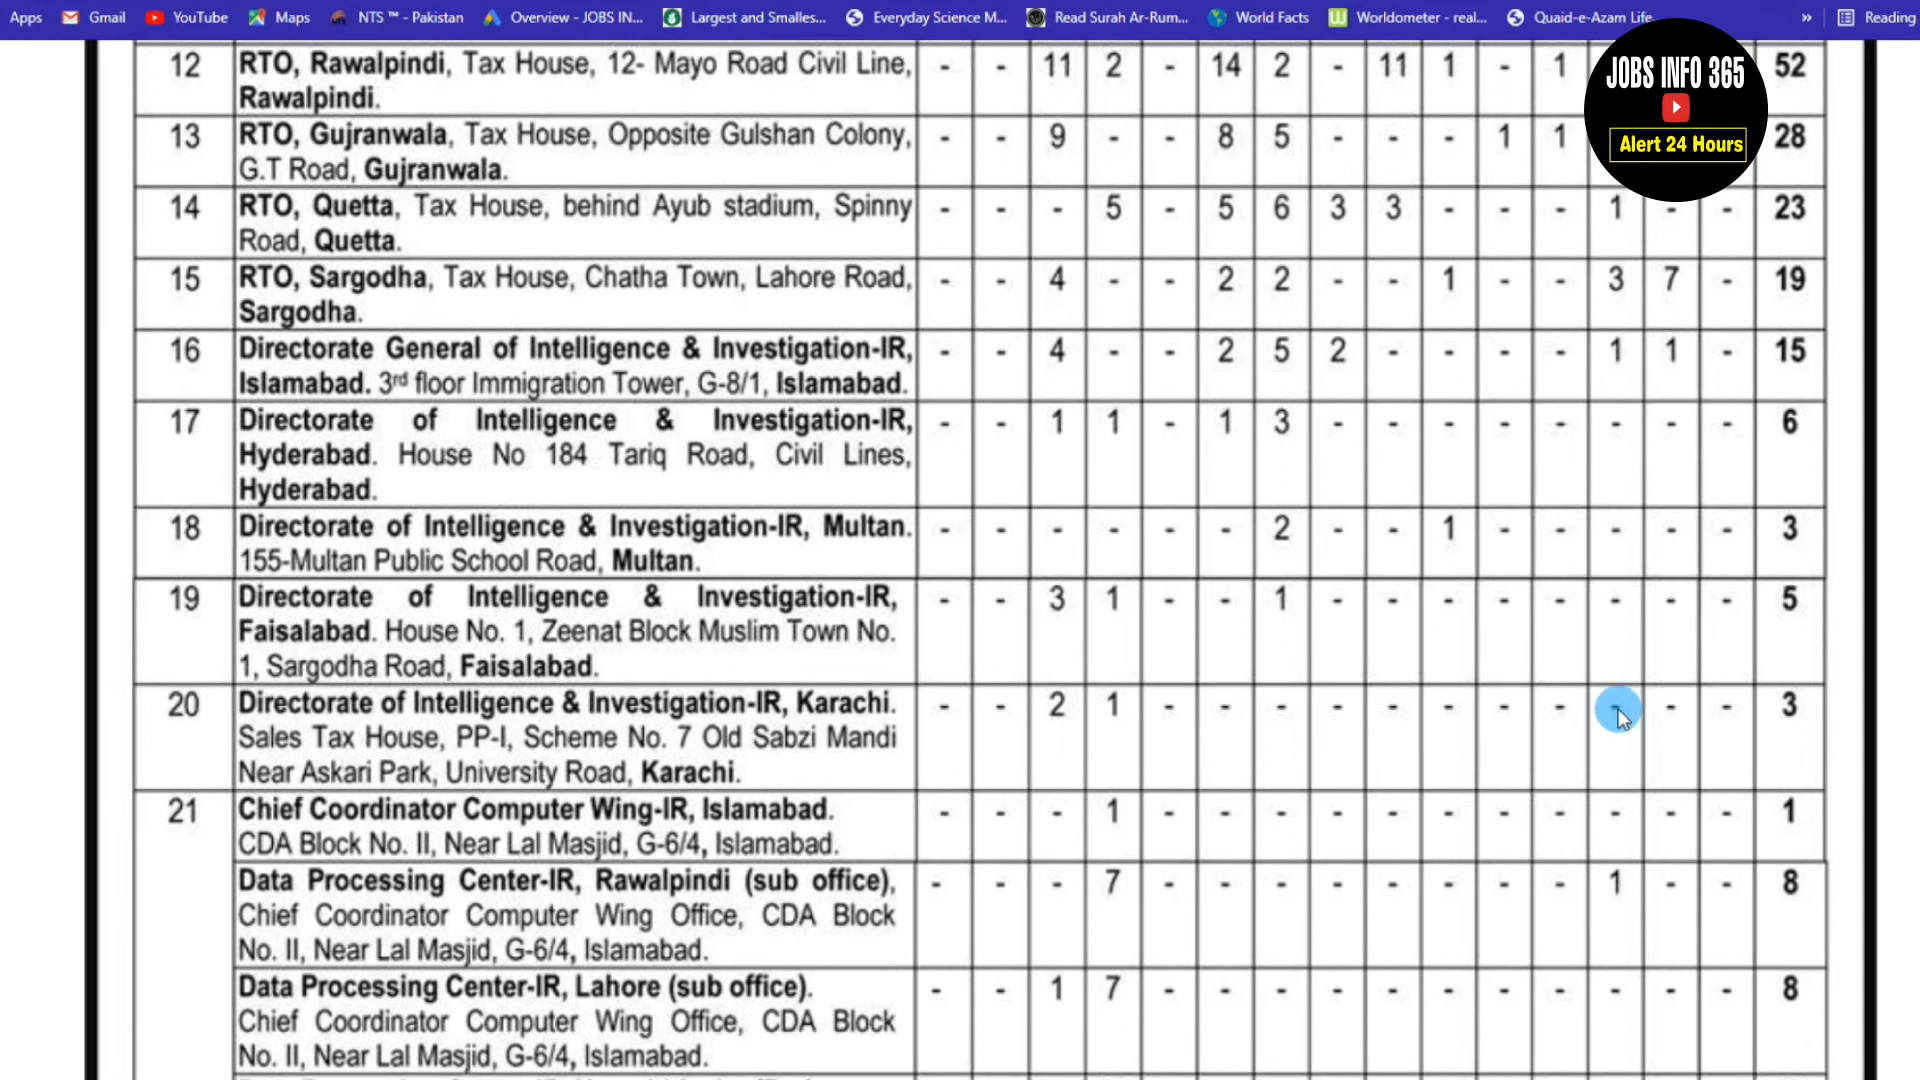 Apps Gmail YouTube Maps NTS ™ - Pakistan Overview - JOBS IN... Largest and Smalles... Everyday Science M... Read Surah Ar-Rum... World Facts Worldometer - real... Quaid-e-Azam Life » Reading
JOBS INFO 365
Alert 24 Hours
12 RTO, Rawalpindi, Tax House, 12- Mayo Road Civil Line, - - 11 2 - 14 2 - 11 1 - 1 52
Rawalpindi.
13 RTO, Gujranwala, Tax House, Opposite Gulshan Colony, - - 9 - - 8 5 - - - 1 1 28
G.T Road, Gujranwala.
14 RTO, Quetta, Tax House, behind Ayub stadium, Spinny - - - 5 - 5 6 3 3 - - - 1 - - 23
Road, Quetta.
15 RTO, Sargodha, Tax House, Chatha Town, Lahore Road, - - 4 - - 2 2 - - 1 - - 3 7 - 19
Sargodha.
16 Directorate General of Intelligence & Investigation-IR, - - 4 - - 2 5 2 - - - - 1 1 - 15
Islamabad. 3rd floor Immigration Tower, G-8/1, Islamabad.
17 Directorate of Intelligence & Investigation-IR, - - 1 1 - 1 3 - - - - - - - - 6
Hyderabad. House No 184 Tariq Road, Civil Lines,
Hyderabad.
18 Directorate of Intelligence & Investigation-IR, Multan. - - - - - - 2 - - 1 - - - - - 3
155-Multan Public School Road, Multan.
19 Directorate of Intelligence & Investigation-IR, - - 3 1 - - 1 - - - - - - - - 5
Faisalabad. House No. 1, Zeenat Block Muslim Town No.
1, Sargodha Road, Faisalabad.
20 Directorate of Intelligence & Investigation-IR, Karachi. - - 2 1 - - - - - - - - - - - 3
Sales Tax House, PP-I, Scheme No. 7 Old Sabzi Mandi
Near Askari Park, University Road, Karachi.
21 Chief Coordinator Computer Wing-IR, Islamabad. - - - 1 - - - - - - - - - - - 1
CDA Block No. II, Near Lal Masjid, G-6/4, Islamabad.
Data Processing Center-IR, Rawalpindi (sub office), - - - 7 - - - - - - - - 1 - - 8
Chief Coordinator Computer Wing Office, CDA Block
No. II, Near Lal Masjid, G-6/4, Islamabad.
Data Processing Center-IR, Lahore (sub office). - - 1 7 - - - - - - - - - - - 8
Chief Coordinator Computer Wing Office, CDA Block
No. II, Near Lal Masjid, G-6/4, Islamabad.